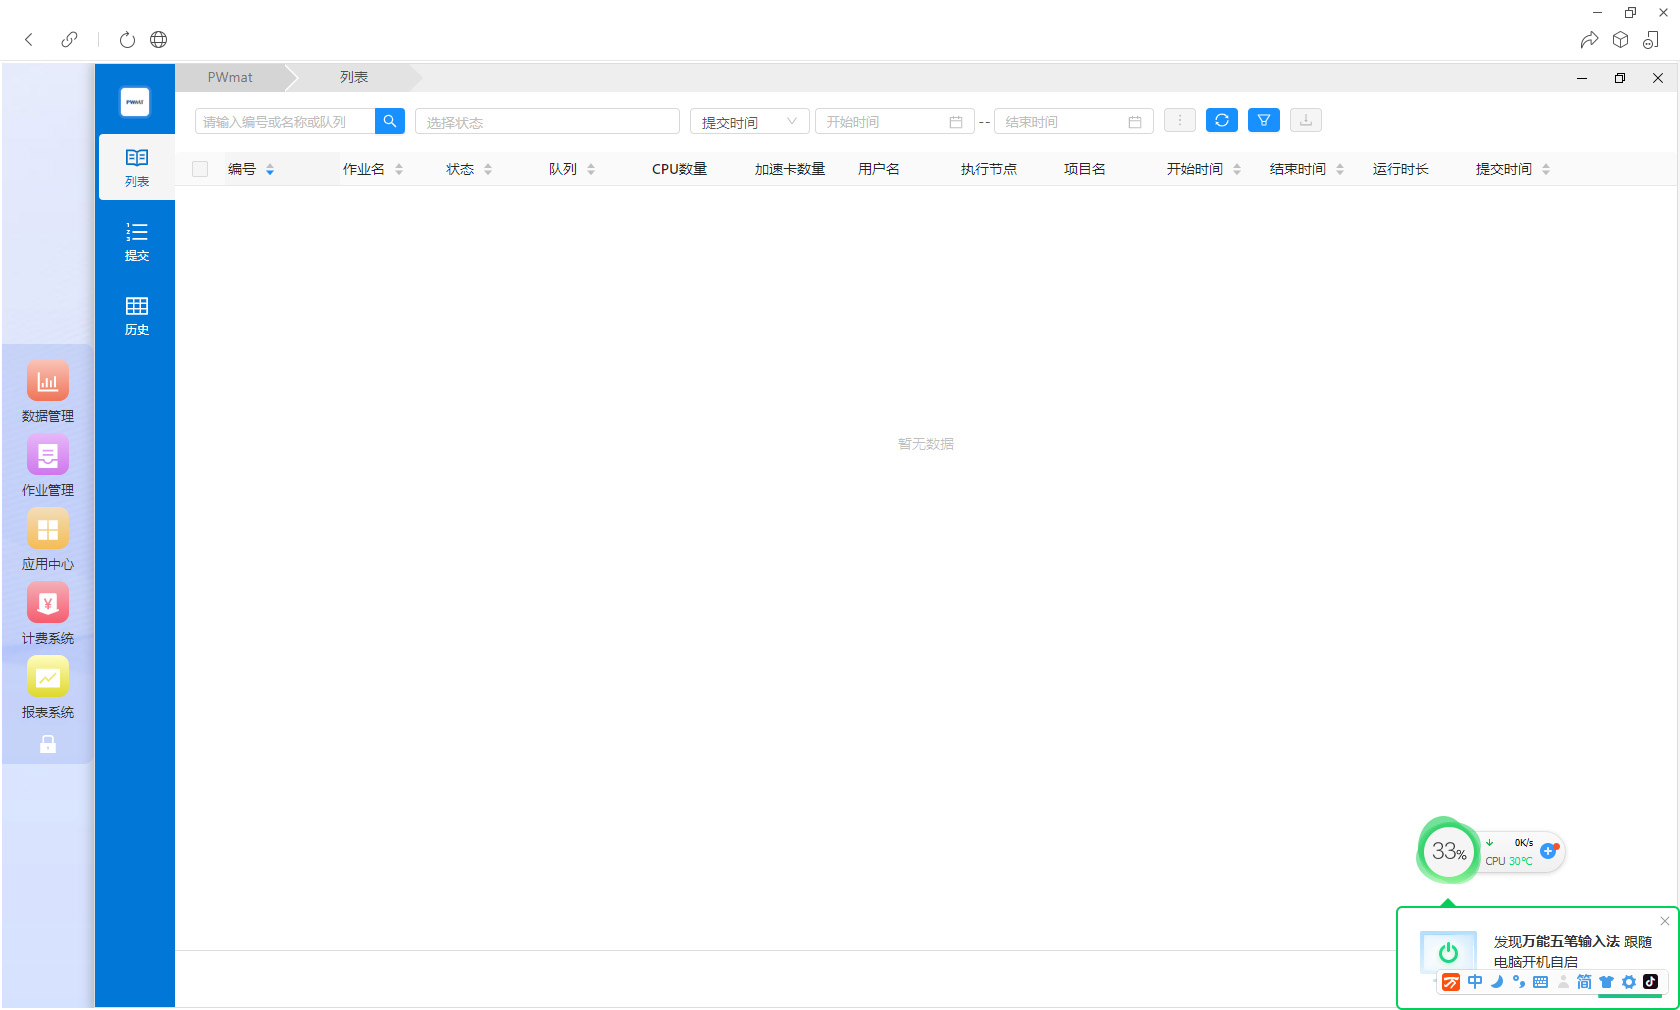 PWmat 列表
PWMAT
请输入编号或名称或队列 选择状态 提交时间 开始时间 -- 结束时间
编号 作业名 状态 队列 CPU数量 加速卡数量 用户名 执行节点 项目名 开始时间 结束时间 运行时长 提交时间
列表
提交
历史
数据管理
作业管理
应用中心
计费系统
报表系统
暂无数据
33% 0K/s
CPU 30℃
发现万能五笔输入法 跟随
电脑开机自启
中 简